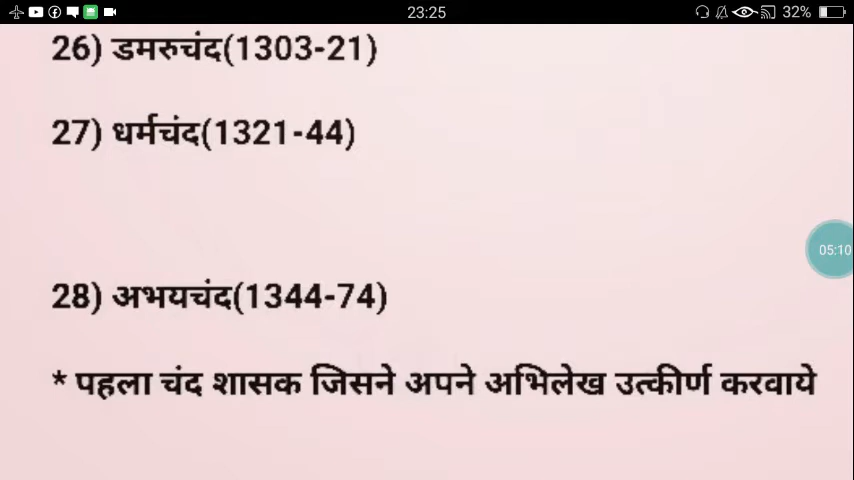 23:25
32%
26) डमरुचंद(1303-21)
27) धर्मचंद(1321-44)
05:10
28) अभयचंद(1344-74)
* पहला चंद शासक जिसने अपने अभिलेख उत्कीर्ण करवाये